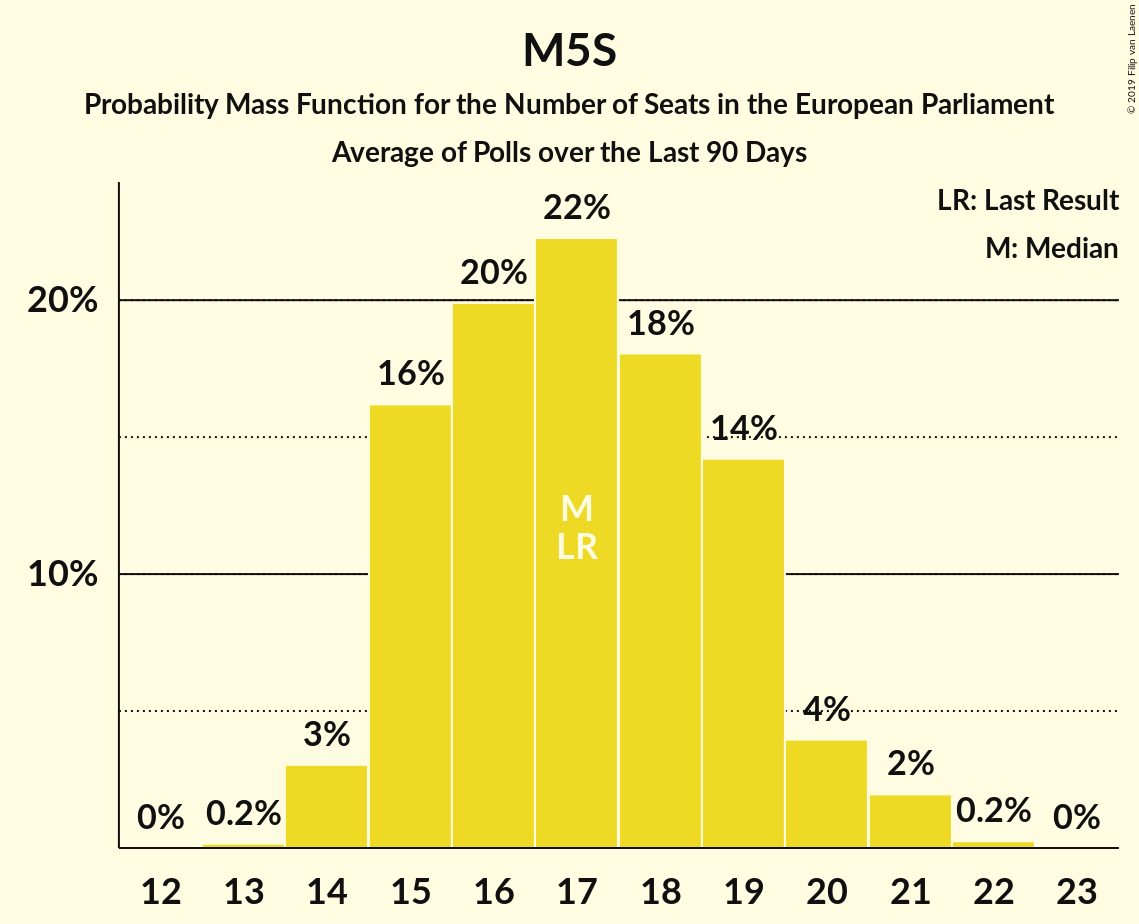 M5S
Probability Mass Function for the Number of Seats in the European Parliament
Average of Polls over the Last 90 Days
© 2019 Filip van Laenen
LR: Last Result
M: Median
22%
20%
20%
18%
16%
14%
M
LR
10%
4%
3%
2%
0%
0.2%
0.2%
0%
12 13 14 15 16 17 18 19 20 21 22 23